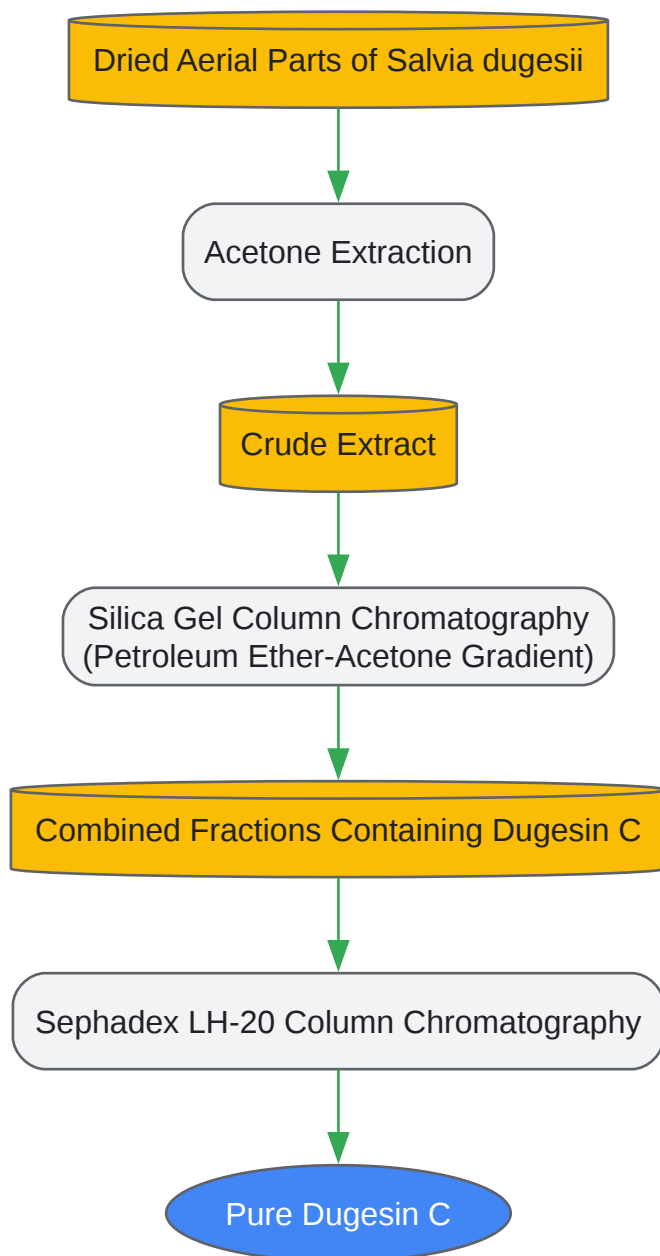 Dried Aerial Parts of Salvia dugesii
Acetone Extraction
Crude Extract
Silica Gel Column Chromatography
(Petroleum Ether-Acetone Gradient)
Combined Fractions Containing Dugesin C
Sephadex LH-20 Column Chromatography
Pure Dugesin C